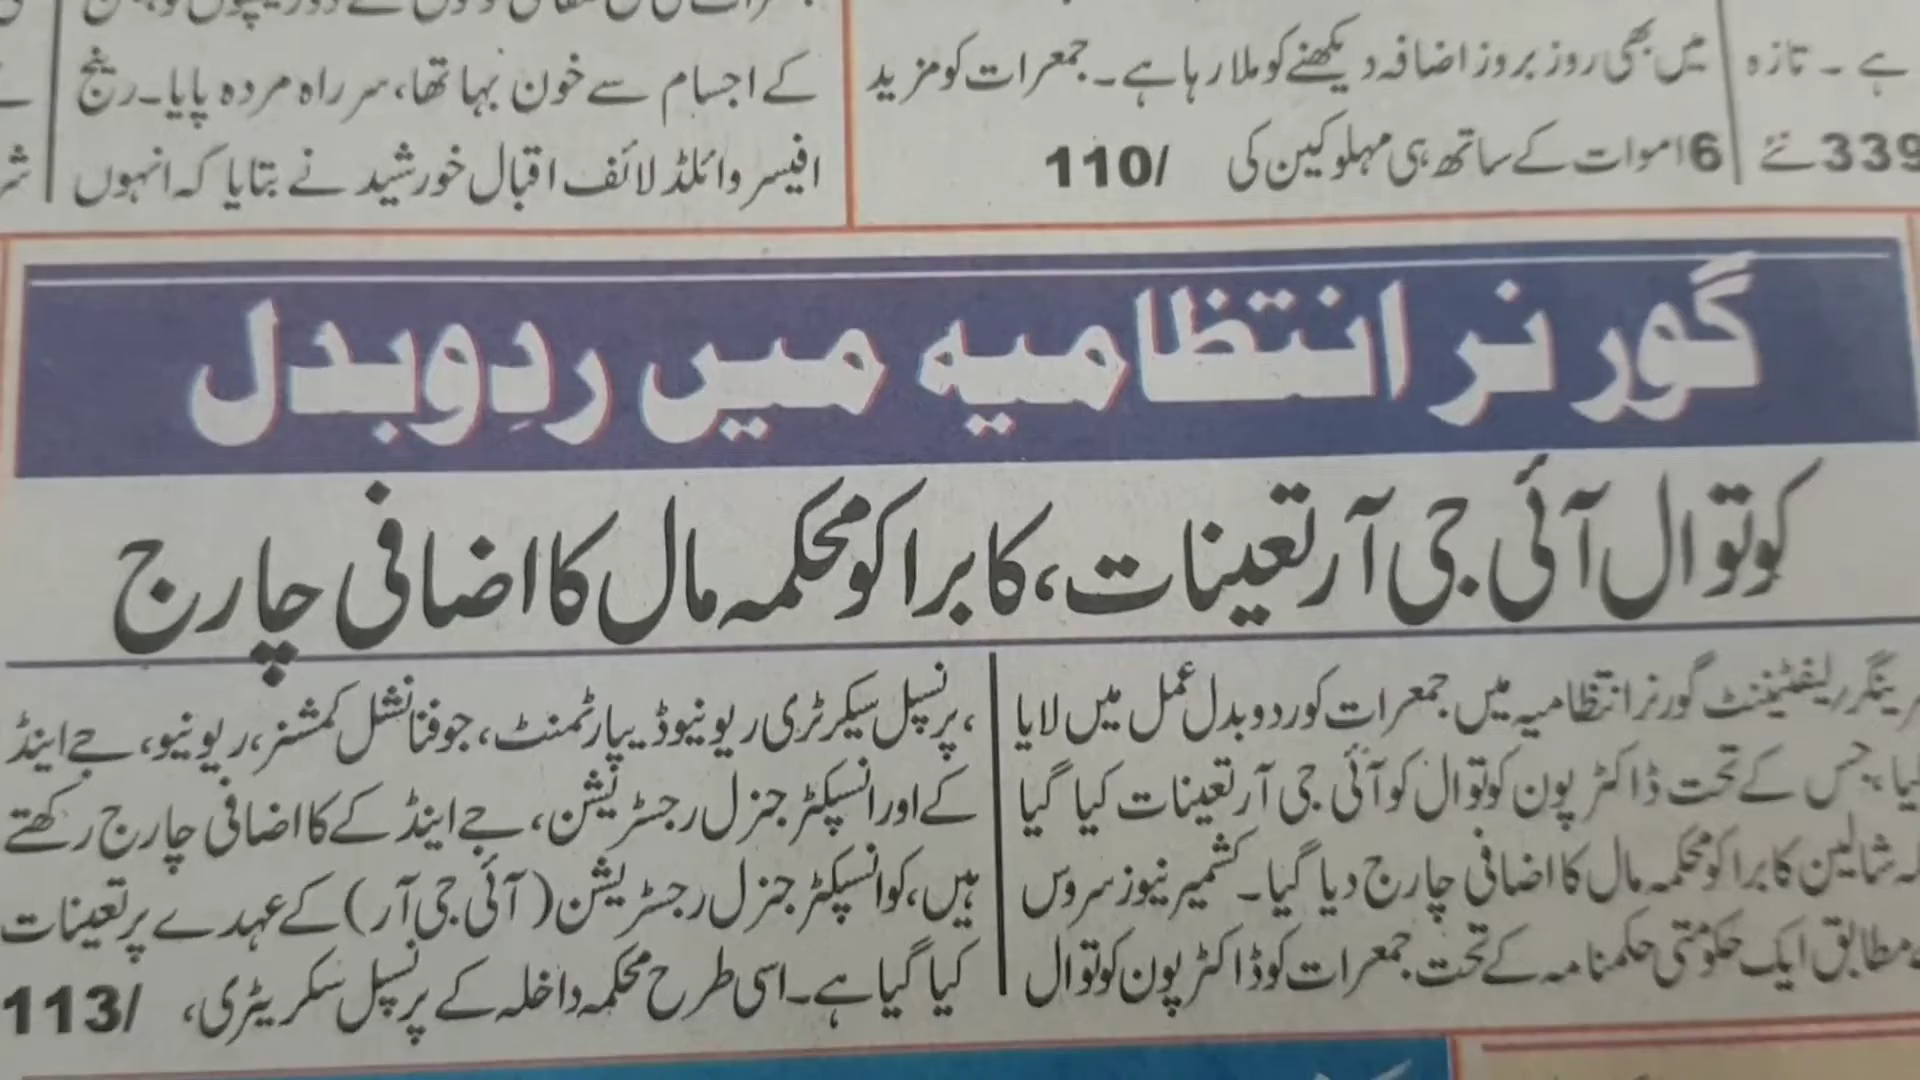 ہے ۔ تازہ
339 نئے
میں بھی روز بروز اضافہ دیکھنے کو مل رہا ہے۔ جمعرات کو مزید
6 اموات کے ساتھ ہی مہلوکین کی 110/
کے اجسام سے خون بہا تھا، سر راہ مردہ پایا۔ رینج
افیسر وائلڈ لائف اقبال خورشید نے بتایا کہ انہوں
گورنر انتظامیہ میں ردِوبدل
کوتوال آئی جی آر تعینات، کابرا کو محکمہ مال کا اضافی چارج
لیفٹیننٹ گورنر انتظامیہ میں جمعرات کو ردوبدل عمل میں لایا
گیا، جس کے تحت ڈاکٹر پون کوتوال کو آئی جی آر تعینات کیا گیا
شالین کابرا کو محکمہ مال کا اضافی چارج دیا گیا۔ کشمیر نیوز سروس
مطابق ایک حکومتی حکمنامہ کے تحت جمعرات کو ڈاکٹر پون کوتوال
، پرنسپل سیکرٹری ریونیو ڈیپارٹمنٹ، جو فنانشل کمشنر، ریونیو، جے اینڈ
کے اور انسپکٹر جنرل رجسٹریشن، جے اینڈ کے کا اضافی چارج رکھتے
ہیں، کو انسپکٹر جنرل رجسٹریشن (آئی جی آر) کے عہدے پر تعینات
کیا گیا ہے۔ اسی طرح محکمہ داخلہ کے پرنسپل سکریٹری، 113/